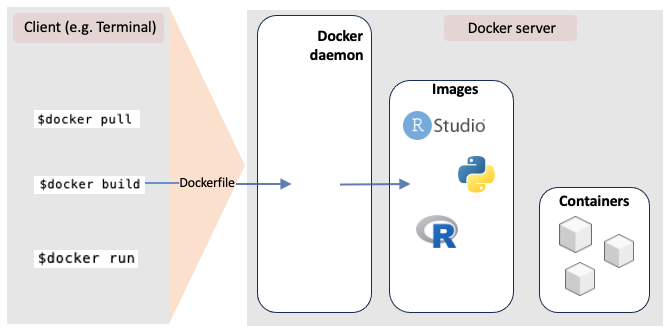 Client (e.g. Terminal)
Docker server
Docker
daemon
Images
$docker pull
R Studio
$docker build
Dockerfile
Containers
R
$docker run